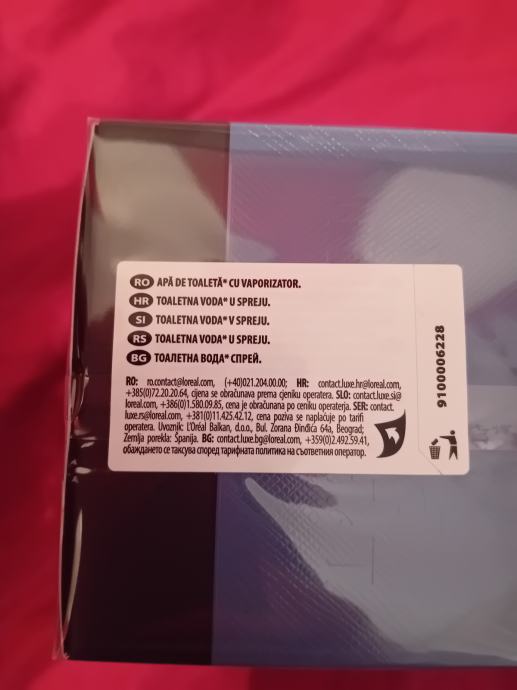 RO APĂ DE TOALETĂ* CU VAPORIZATOR.
HR TOALETNA VODA* U SPREJU.
SI TOALETNA VODA* V SPREJU.
RS TOALETNA VODA* U SPREJU.
BG ТОАЛЕТНА ВОДА* СПРЕЙ.
RO: ro.contact@loreal.com, (+40)021.204.00.00; HR: contact.luxe.hr@loreal.com,
+385(0)72.20.20.64, cijena se obračunava prema cjeniku operatera. SLO: contact.luxe.si@
loreal.com, +386(0)1.580.09.85, cena je obračunana po ceniku operaterja. SER: contact.
luxe.rs@loreal.com, +381(0)11.425.42.12, cena poziva se naplaćuje po tarifi
operatera. Uvoznik: L'Oréal Balkan, d.o.o., Bul. Zorana Đinđića 64a, Beograd;
Zemlja porekla: Španija. BG: contact.luxe.bg@loreal.com, +359(0)2.492.59.41,
обаждането се таксува според тарифната политика на съответния оператор.
9100006228